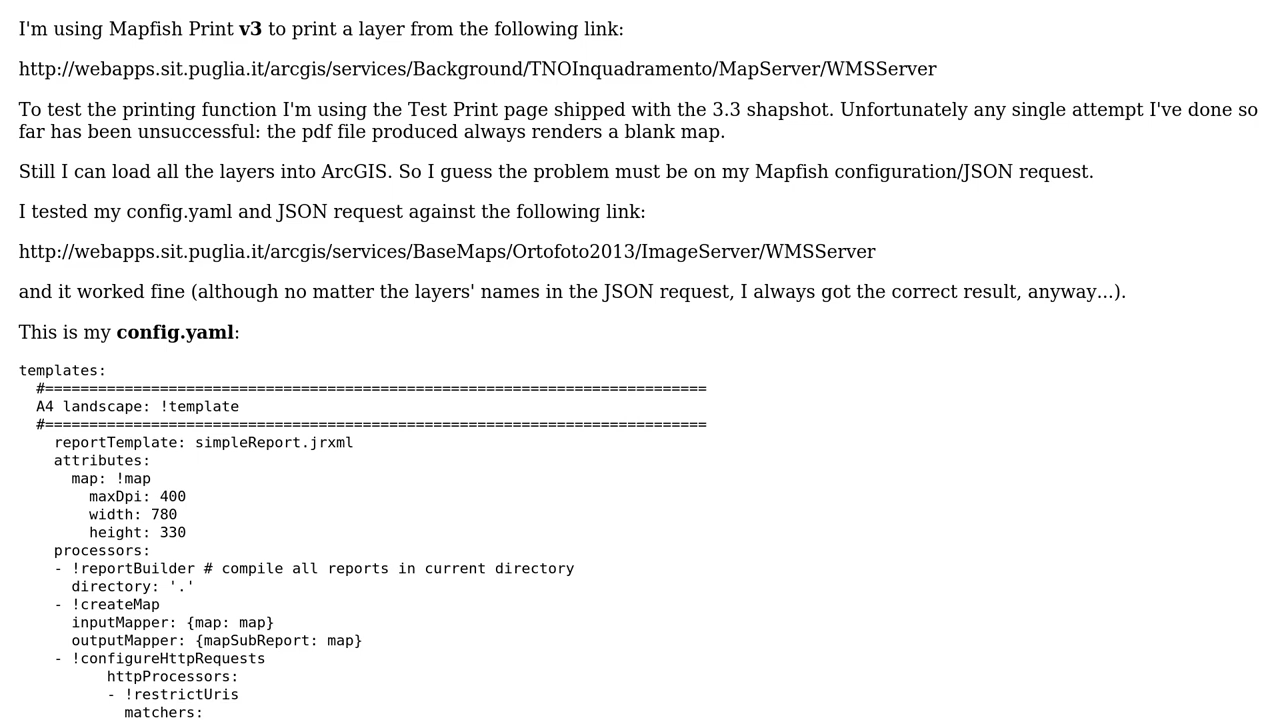 I'm using Mapfish Print v3 to print a layer from the following link:
http://webapps.sit.puglia.it/arcgis/services/Background/TNOInquadramento/MapServer/WMSServer
To test the printing function I'm using the Test Print page shipped with the 3.3 shapshot. Unfortunately any single attempt I've done so
far has been unsuccessful: the pdf file produced always renders a blank map.
Still I can load all the layers into ArcGIS. So I guess the problem must be on my Mapfish configuration/JSON request.
I tested my config.yaml and JSON request against the following link:
http://webapps.sit.puglia.it/arcgis/services/BaseMaps/Ortofoto2013/ImageServer/WMSServer
and it worked fine (although no matter the layers' names in the JSON request, I always got the correct result, anyway...).
This is my config.yaml:
templates:
  #===========================================================================
  A4 landscape: !template
  #===========================================================================
    reportTemplate: simpleReport.jrxml
    attributes:
      map: !map
        maxDpi: 400
        width: 780
        height: 330
    processors:
    - !reportBuilder # compile all reports in current directory
      directory: '.'
    - !createMap
      inputMapper: {map: map}
      outputMapper: {mapSubReport: map}
    - !configureHttpRequests
          httpProcessors:
          - !restrictUris
            matchers: